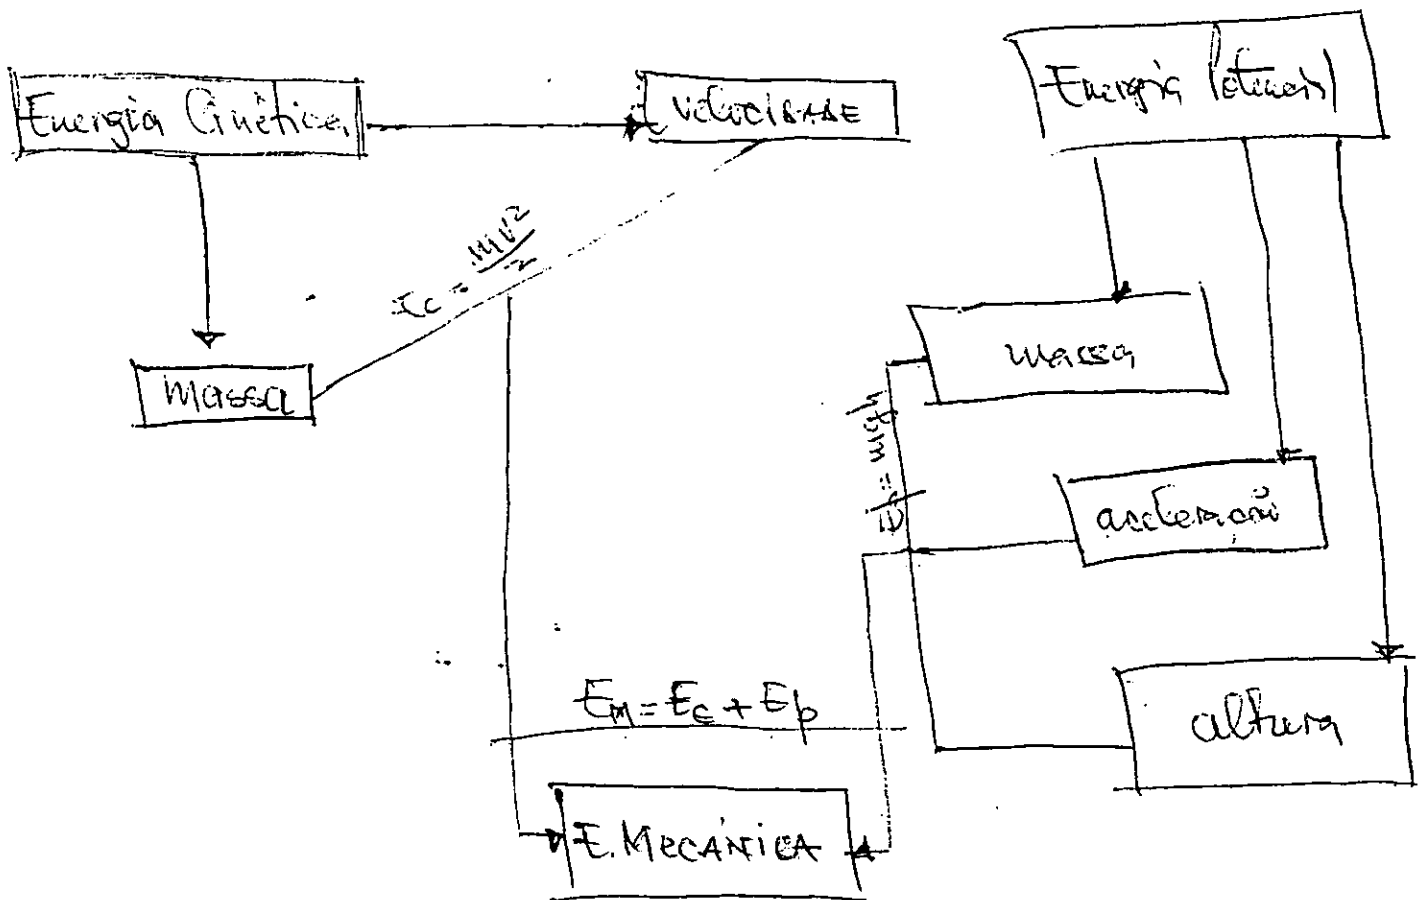 Energia Cinética
VELOCIDADE
Energia Potencial
Ec = mv²/2
massa
massa
Ep = mgh
aceleração
altura
Em = Ec + Ep
E. MECÂNICA